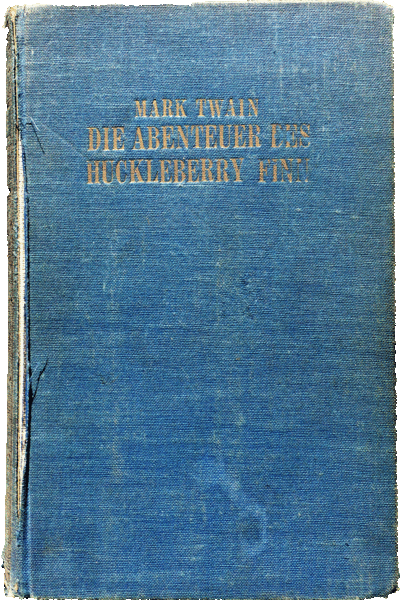 MARK TWAIN
DIE ABENTEUER DES
HUCKLEBERRY FINN